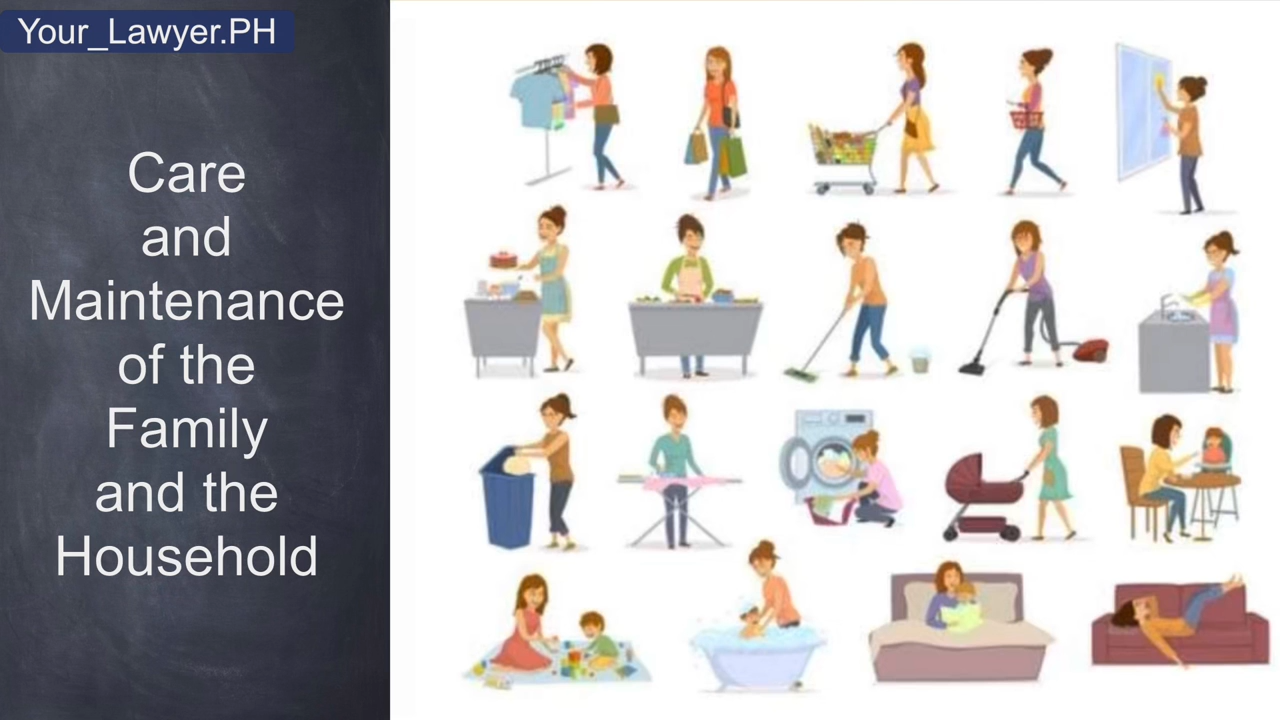 Your_Lawyer.PH
Care
and
Maintenance
of the
Family
and the
Household